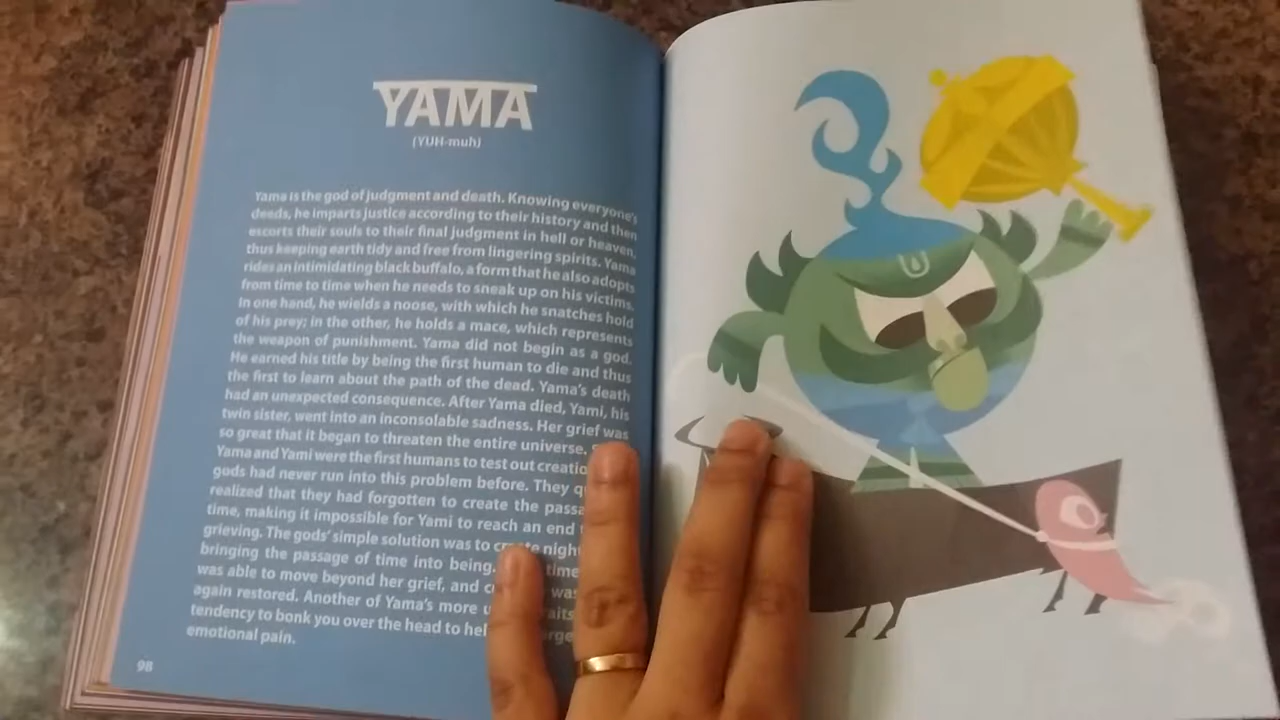 YAMA
(YUH-muh)
Yama is the god of judgment and death. Knowing everyone's
deeds, he imparts justice according to their history and then
escorts their souls to their final judgment in hell or heaven,
thus keeping earth tidy and free from lingering spirits. Yama
rides an intimidating black buffalo, a form that he also adopts
from time to time when he needs to sneak up on his victims.
In one hand, he wields a noose, with which he snatches hold
of his prey; in the other, he holds a mace, which represents
the weapon of punishment. Yama did not begin as a god.
He earned his title by being the first human to die and thus
the first to learn about the path of the dead. Yama's death
had an unexpected consequence. After Yama died, Yami, his
twin sister, went into an inconsolable sadness. Her grief was
so great that it began to threaten the entire universe.
Yama and Yami were the first humans to test out
gods had never run into this problem before. They
realized that they had forgotten to create the
time, making it impossible for Yami to reach an end
grieving. The gods' simple solution was to create night
bringing the passage of time into being. time
was able to move beyond her grief, and was
again restored. Another of Yama's more
tendency to bonk you over the head to
emotional pain.
98